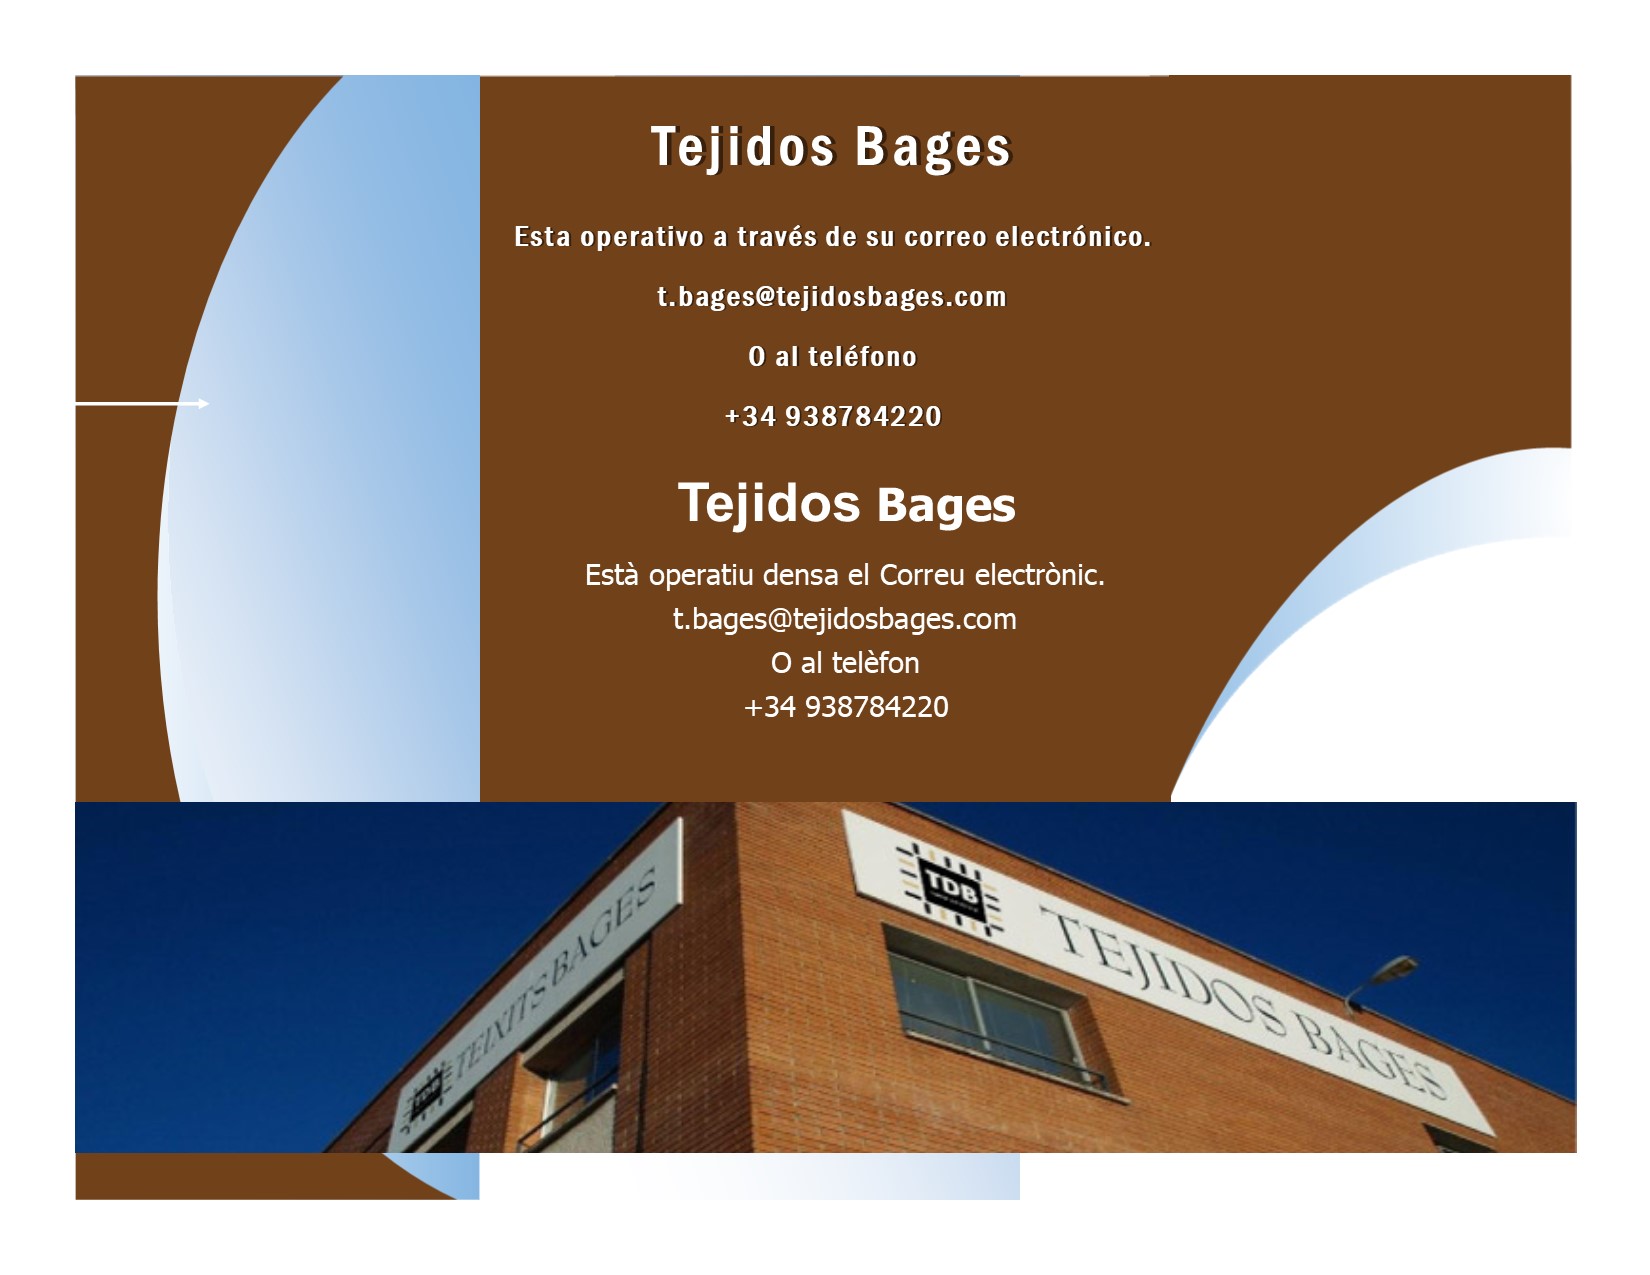 Tejidos Bages
Esta operativo a través de su correo electrónico.
t.bages@tejidosbages.com
O al teléfono
+34 938784220
Tejidos Bages
Està operatiu densa el Correu electrònic.
t.bages@tejidosbages.com
O al telèfon
+34 938784220
TDB
TEJIDOS BAGES
TDB
TEIXITS BAGES